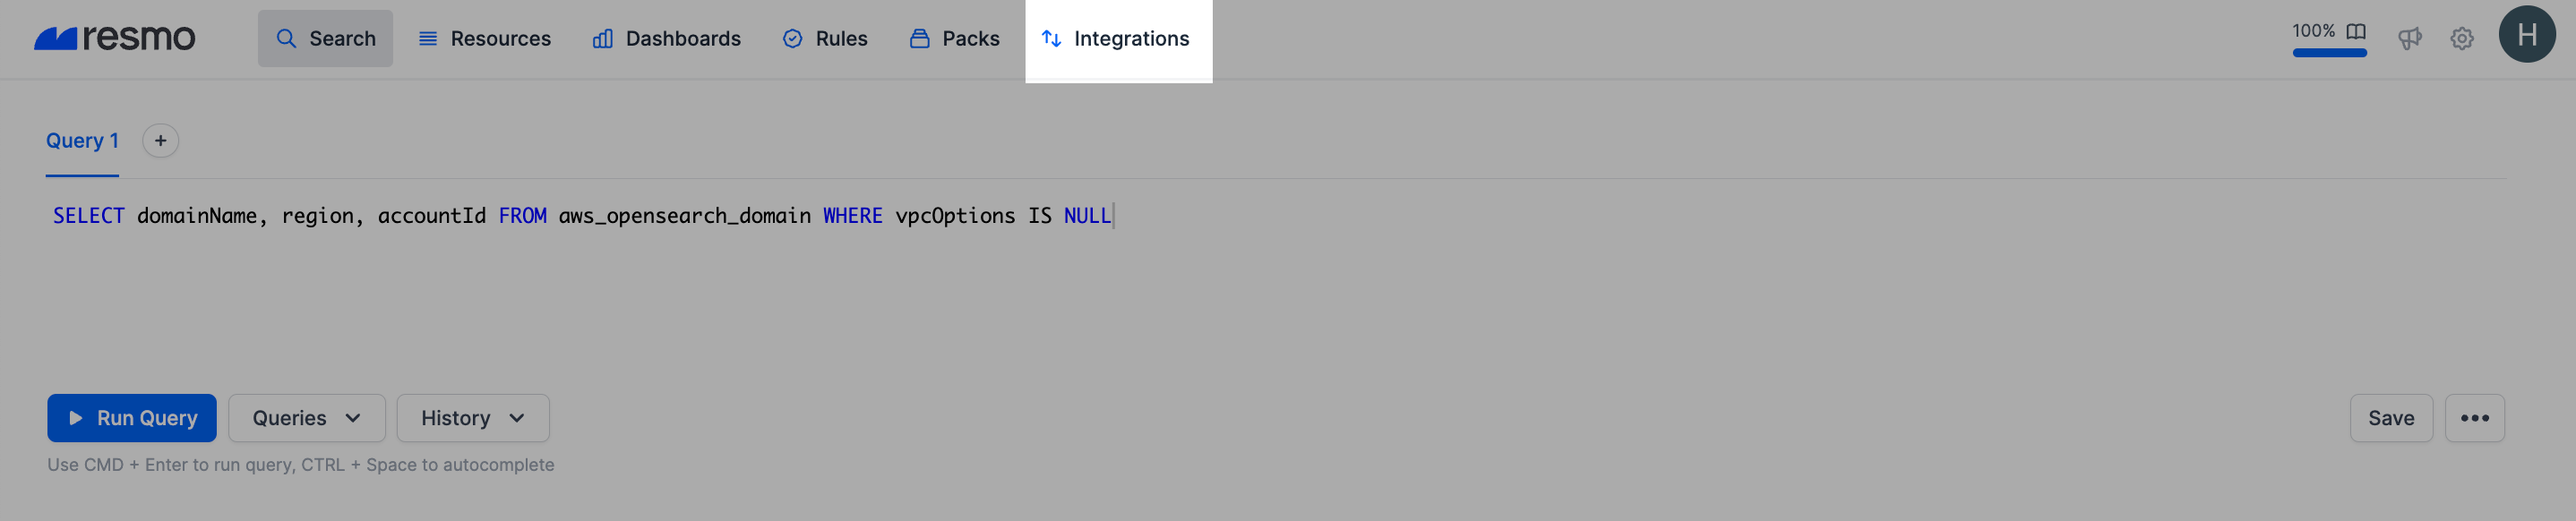 resmo Search Resources Dashboards Rules Packs Integrations 100% H
Query 1 +
SELECT domainName, region, accountId FROM aws_opensearch_domain WHERE vpcOptions IS NULL
Run Query Queries History Save •••
Use CMD + Enter to run query, CTRL + Space to autocomplete